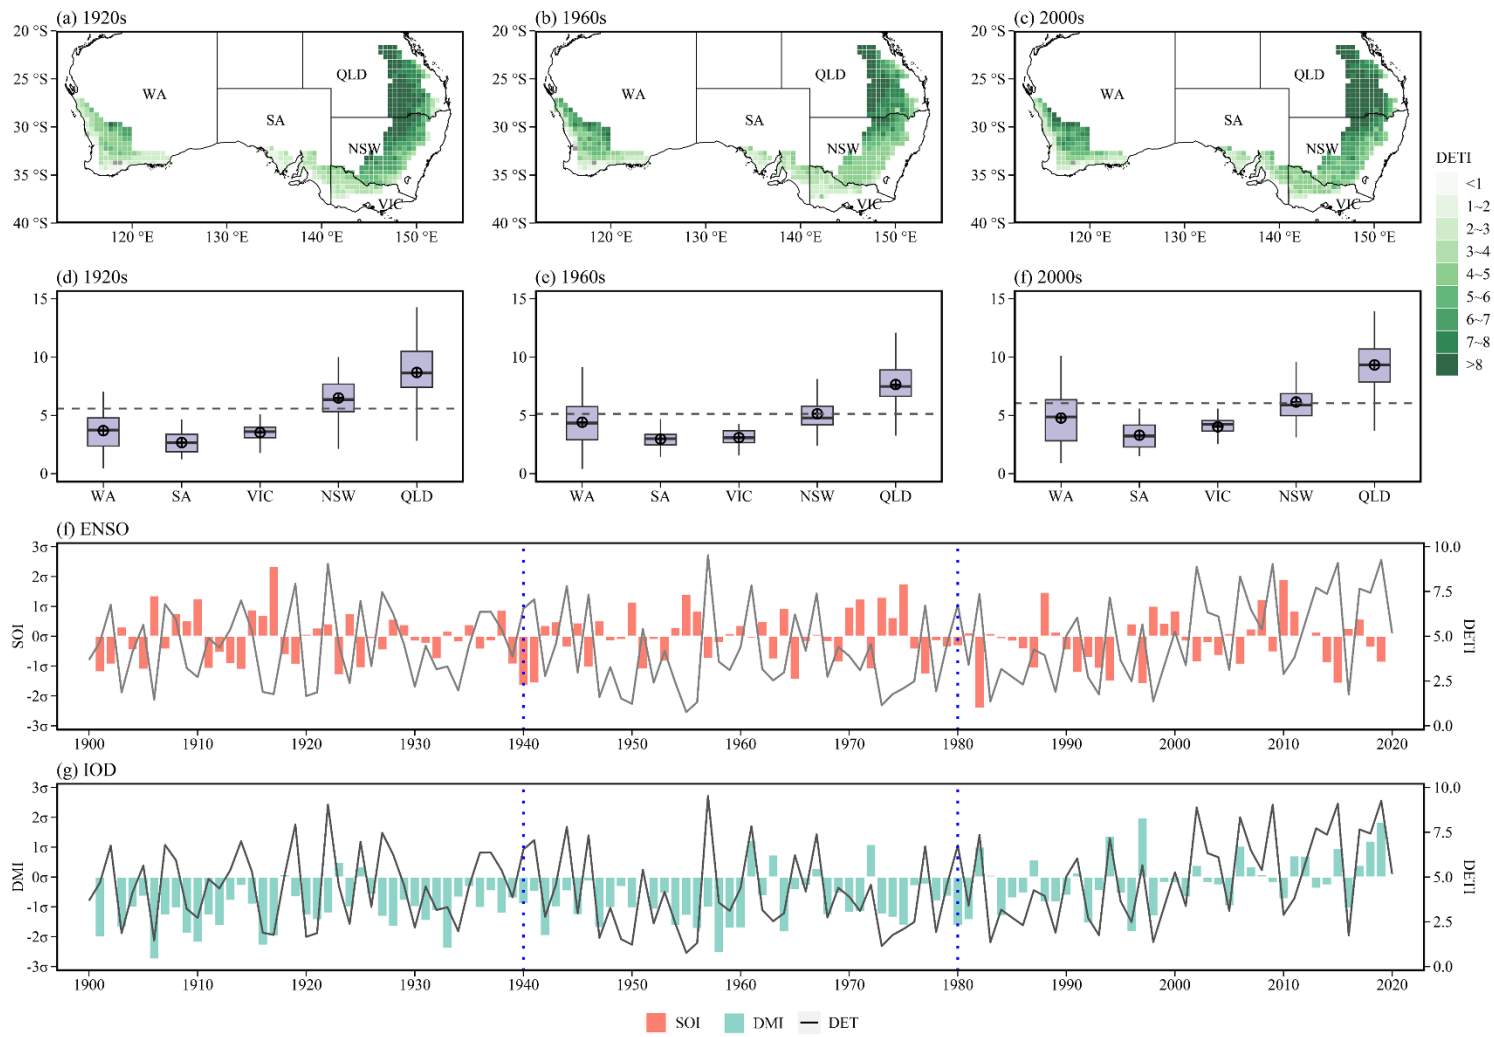 (a) 1920s
(b) 1960s
(c) 2000s
20 °S
25 °S
30 °S
35 °S
40 °S
WA
SA
QLD
NSW
VIC
120 °E
130 °E
140 °E
150 °E
20 °S
25 °S
30 °S
35 °S
40 °S
WA
SA
QLD
NSW
VIC
120 °E
130 °E
140 °E
150 °E
20 °S
25 °S
30 °S
35 °S
40 °S
WA
SA
QLD
NSW
VIC
120 °E
130 °E
140 °E
150 °E
DETI
<1
1~2
2~3
3~4
4~5
5~6
6~7
7~8
>8
(d) 1920s
15
10
5
0
WA
SA
VIC
NSW
QLD
(e) 1960s
15
10
5
0
WA
SA
VIC
NSW
QLD
(f) 2000s
15
10
5
0
WA
SA
VIC
NSW
QLD
(f) ENSO
SOI
3σ
2σ
1σ
0σ
-1σ
-2σ
-3σ
10.0
7.5
5.0
2.5
0.0
DETI
1900
1910
1920
1930
1940
1950
1960
1970
1980
1990
2000
2010
2020
(g) IOD
DMI
3σ
2σ
1σ
0σ
-1σ
-2σ
-3σ
10.0
7.5
5.0
2.5
0.0
DETI
1900
1910
1920
1930
1940
1950
1960
1970
1980
1990
2000
2010
2020
SOI
DMI
DET